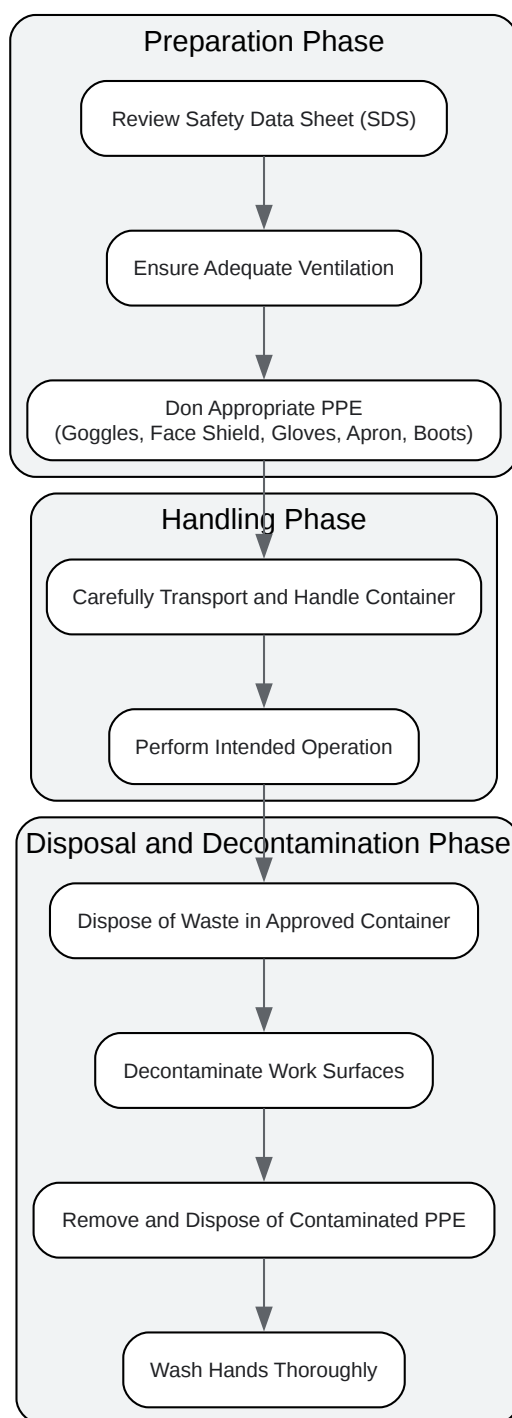 Preparation Phase
Review Safety Data Sheet (SDS)
Ensure Adequate Ventilation
Don Appropriate PPE
(Goggles, Face Shield, Gloves, Apron, Boots)
Handling Phase
Carefully Transport and Handle Container
Perform Intended Operation
Disposal and Decontamination Phase
Dispose of Waste in Approved Container
Decontaminate Work Surfaces
Remove and Dispose of Contaminated PPE
Wash Hands Thoroughly